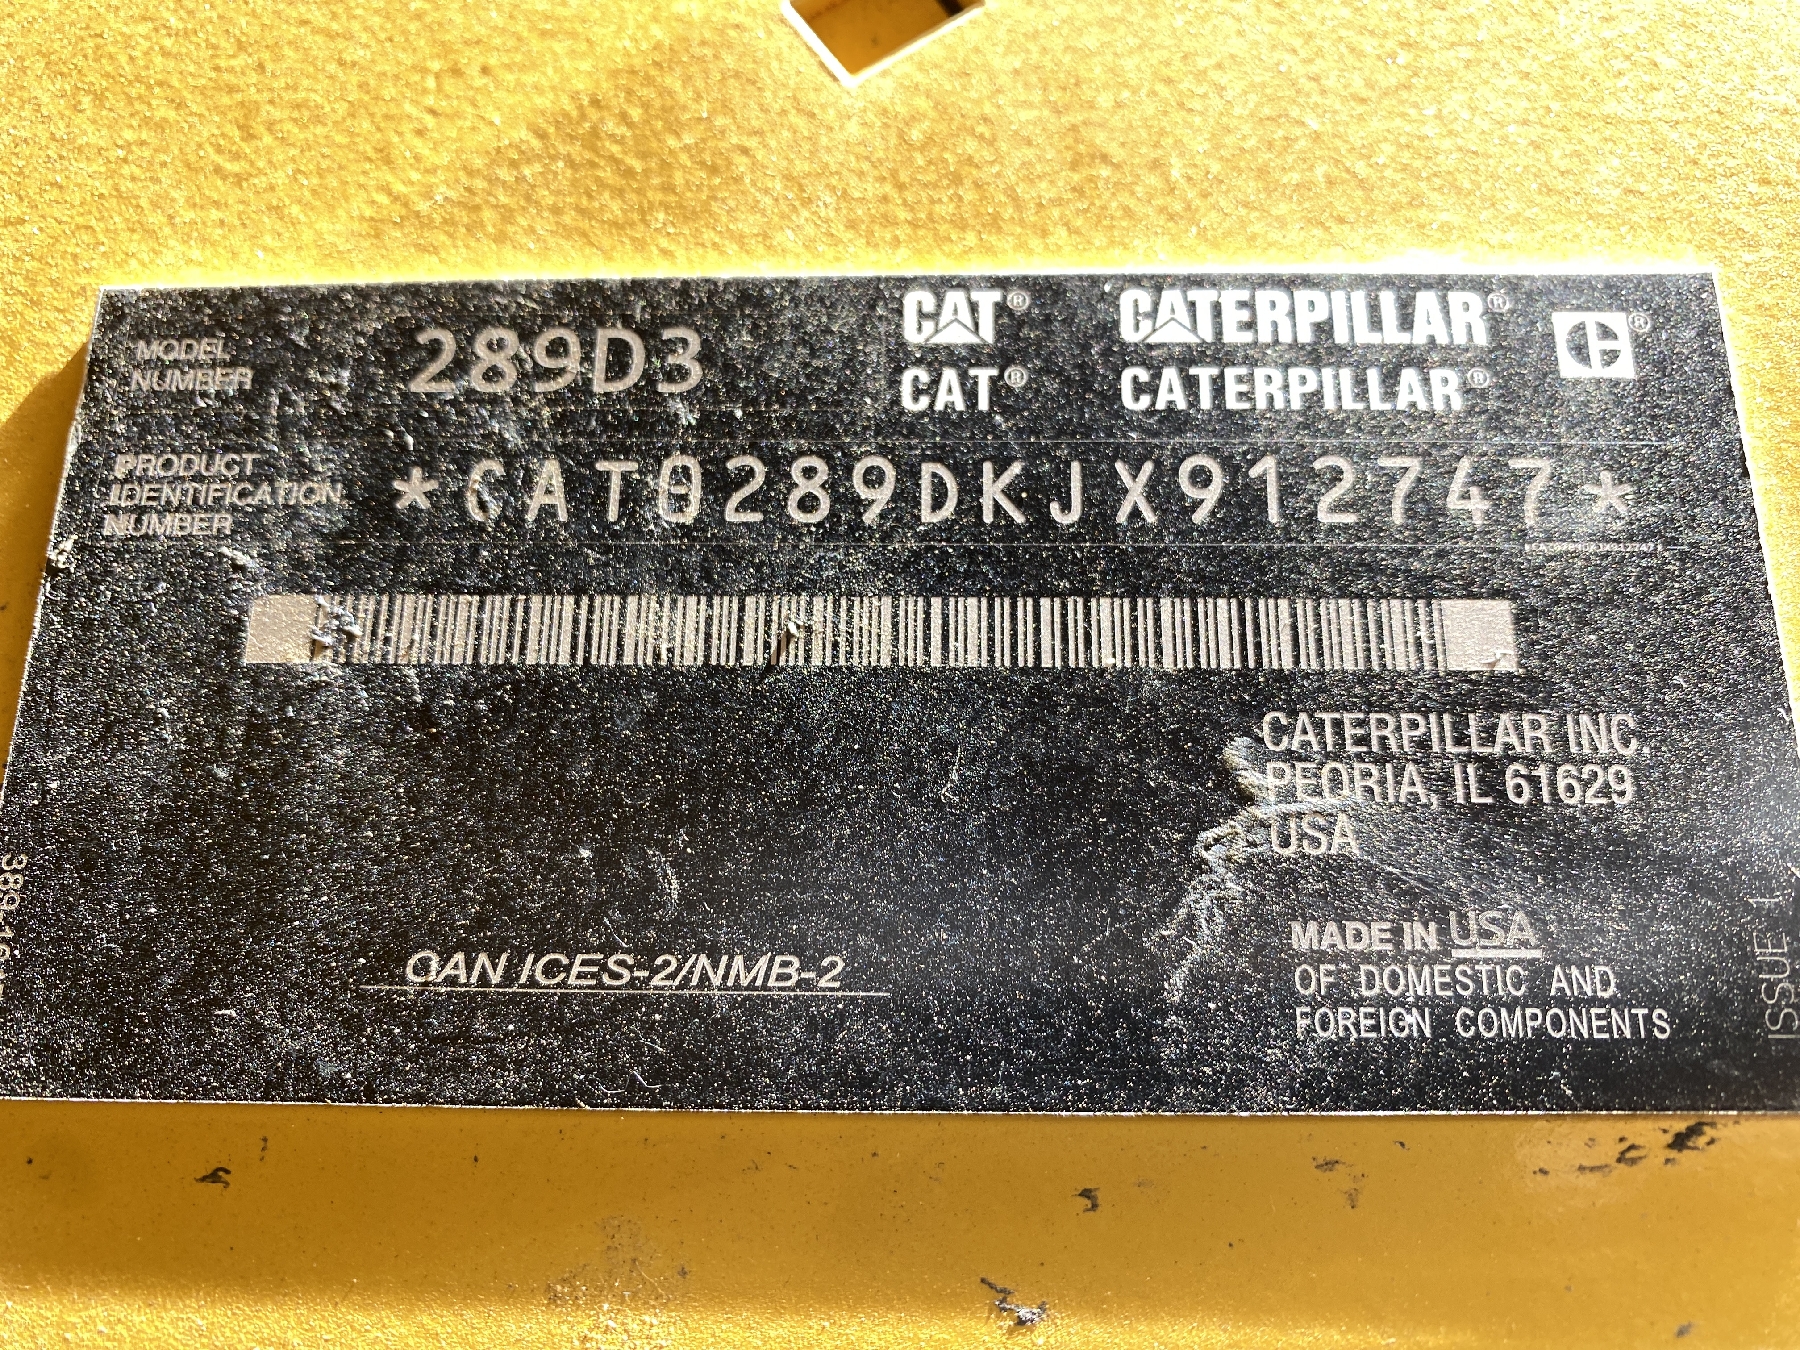 MODEL
NUMBER
289D3
CAT® CATERPILLAR® ®
CAT® CATERPILLAR®
PRODUCT
IDENTIFICATION
NUMBER
*CAT0289DKJX912747*
CATERPILLAR INC.
PEORIA, IL 61629
USA
CAN ICES-2/NMB-2
MADE IN USA
OF DOMESTIC AND
FOREIGN COMPONENTS
ISSUE 1